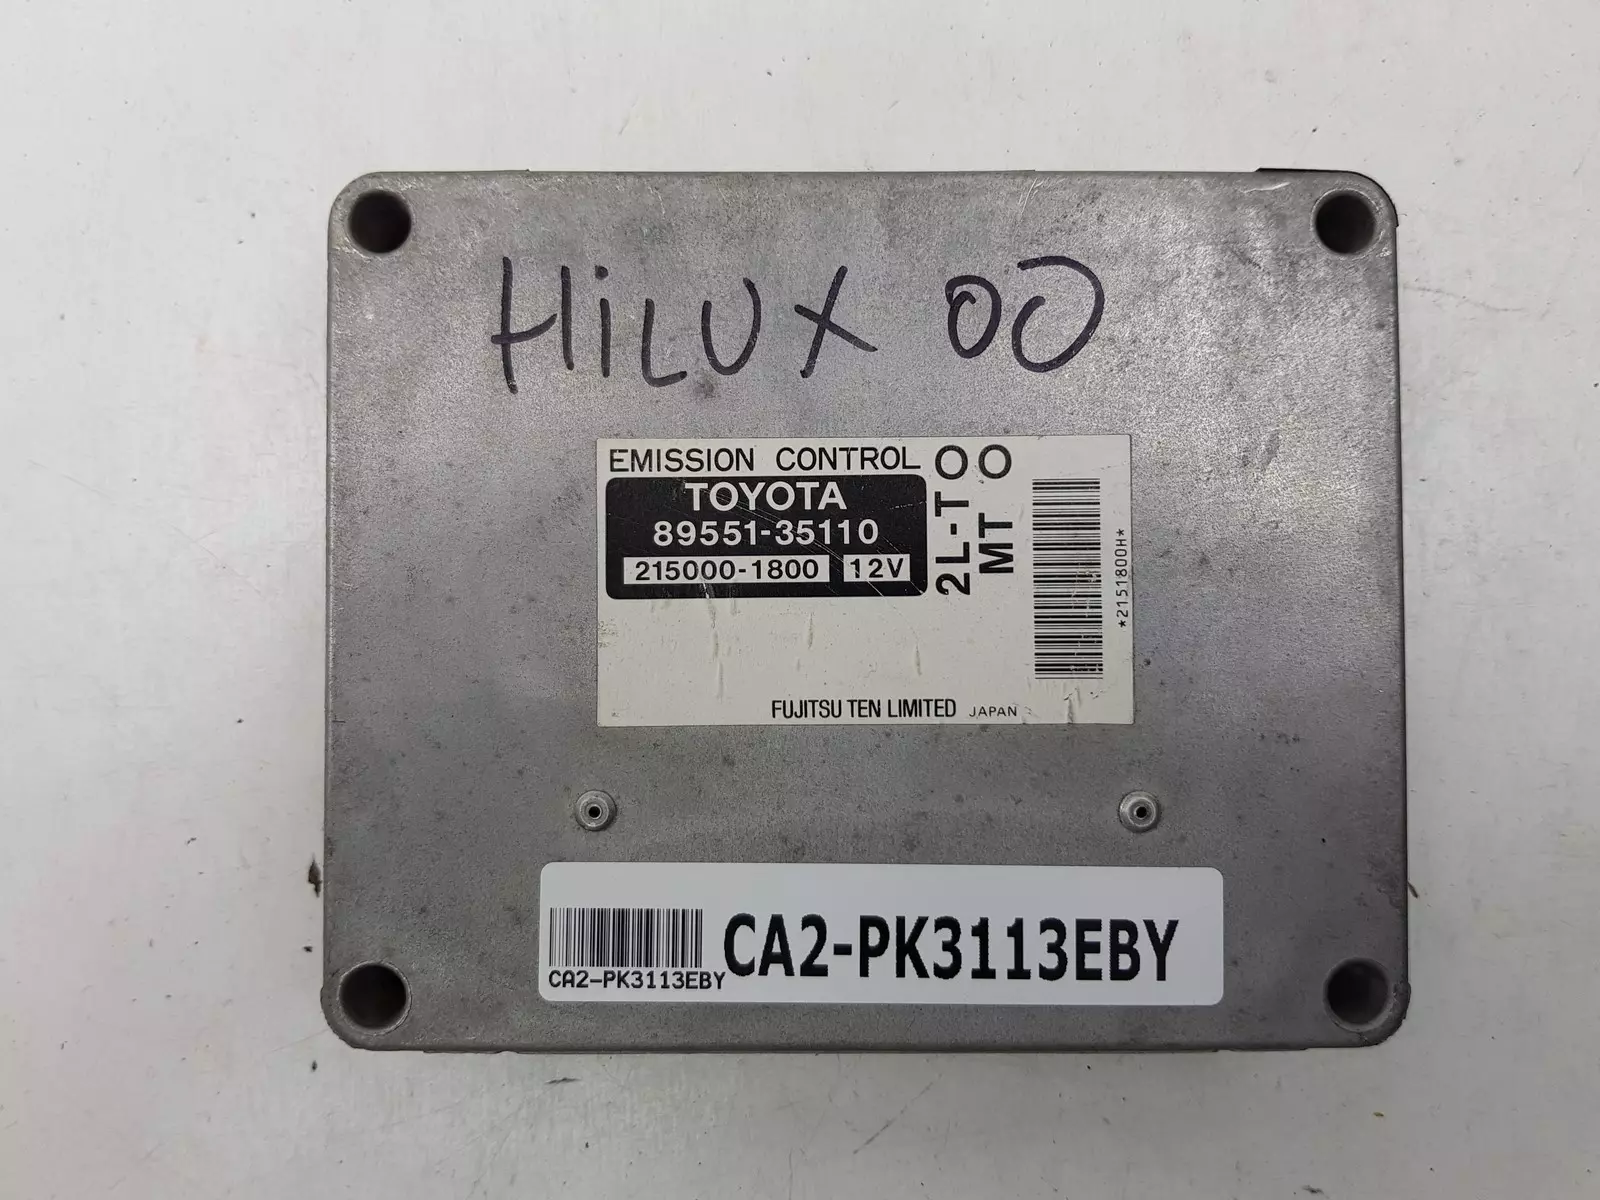 HiLUX 00
EMISSION CONTROL
TOYOTA
89551-35110
215000-1800 12V
2L-T
MT
*2151800H*
FUJITSU TEN LIMITED JAPAN
CA2-PK3113EBY
CA2-PK3113EBY